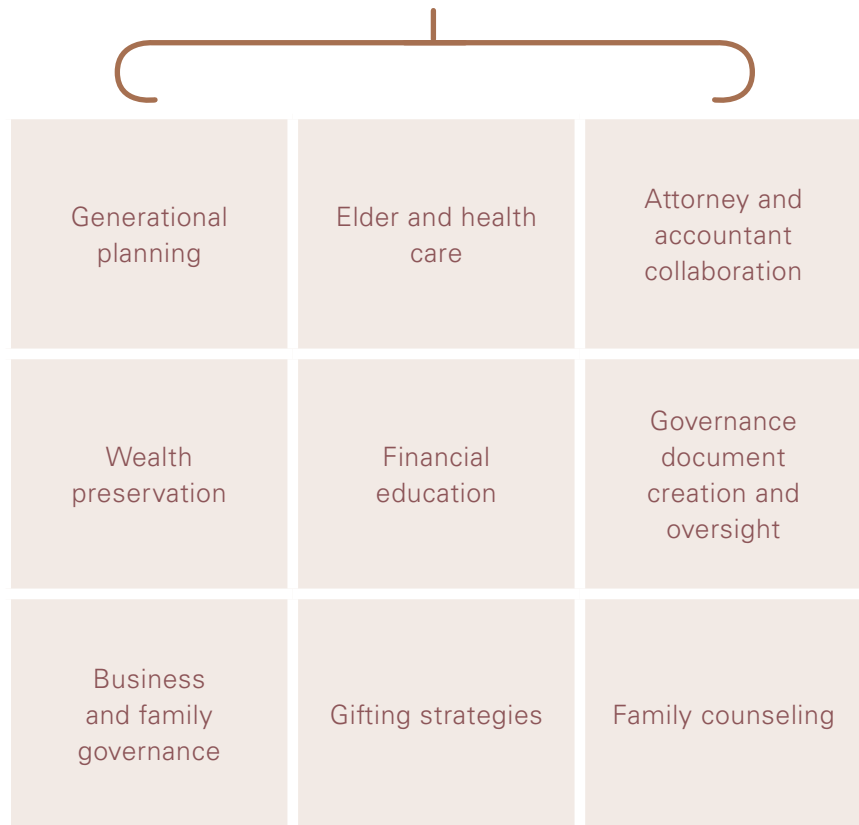 Generational
planning
Elder and health
care
Attorney and
accountant
collaboration
Wealth
preservation
Financial
education
Governance
document
creation and
oversight
Business
and family
governance
Gifting strategies
Family counseling